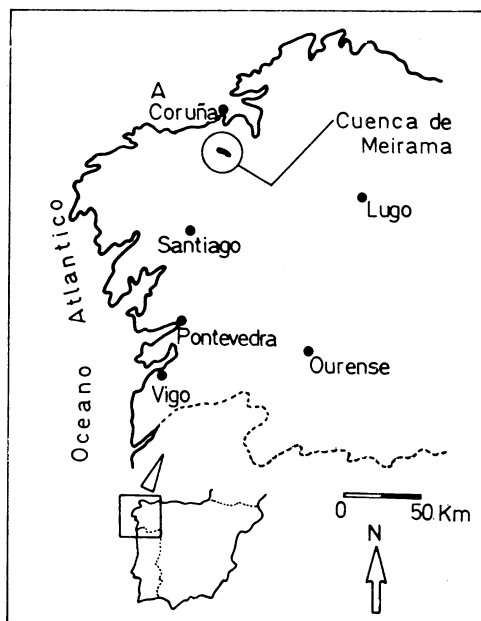 A
Coruña
Cuenca de
Meirama
Lugo
Santiago
Oceano Atlantico
Pontevedra
Ourense
Vigo
0 50 Km
N